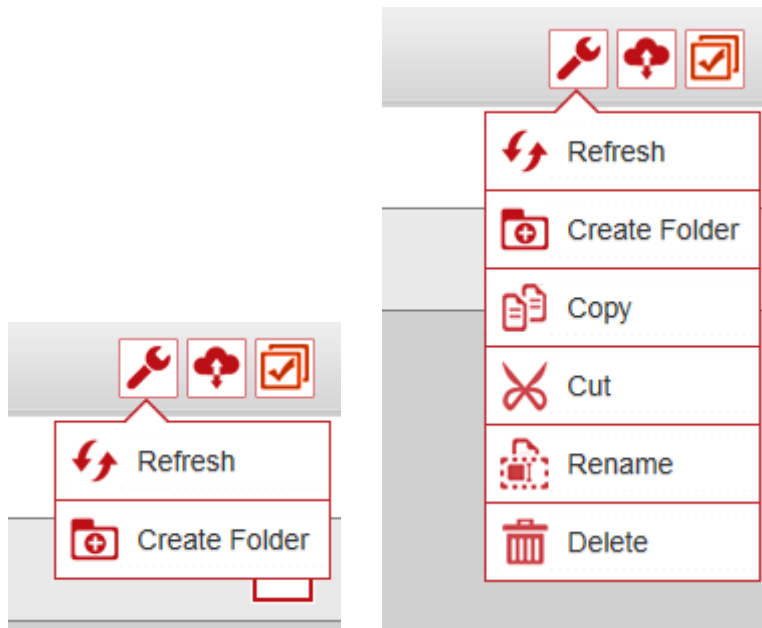 Refresh
Create Folder
Refresh
Create Folder
Copy
Cut
Rename
Delete